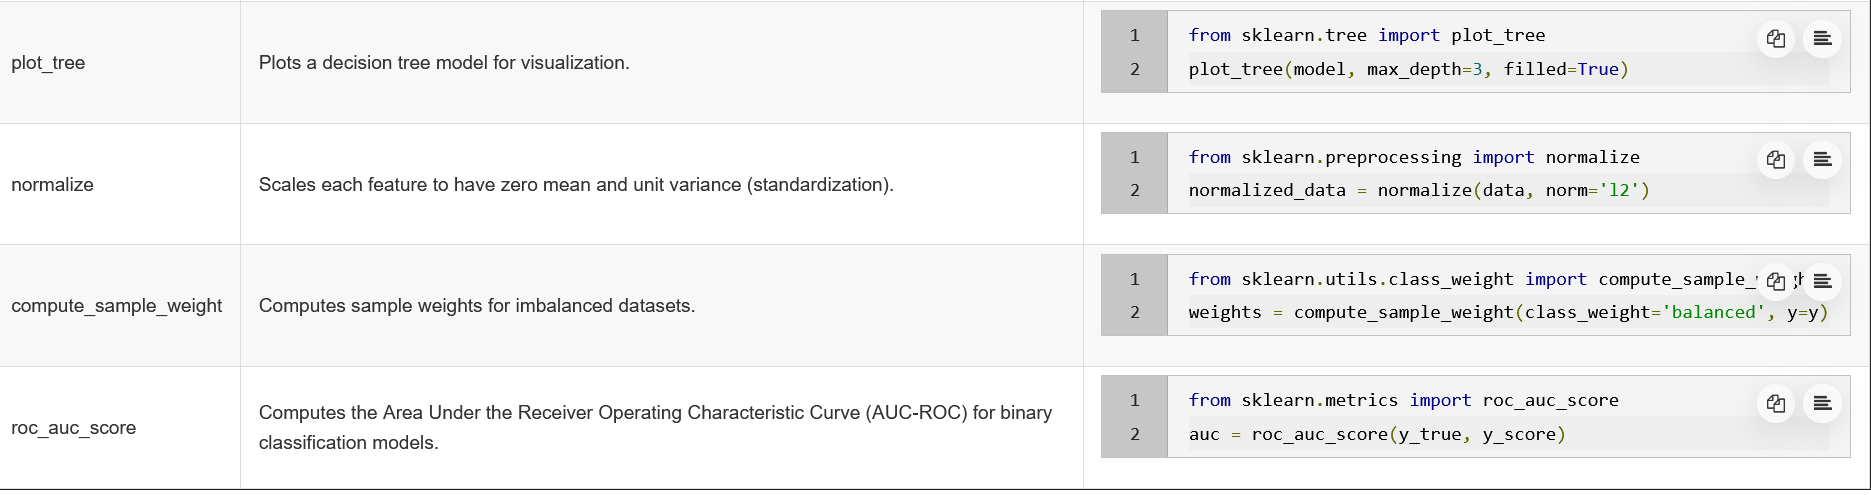 plot_tree
Plots a decision tree model for visualization.
1 from sklearn.tree import plot_tree
2 plot_tree(model, max_depth=3, filled=True)
normalize
Scales each feature to have zero mean and unit variance (standardization).
1 from sklearn.preprocessing import normalize
2 normalized_data = normalize(data, norm='l2')
compute_sample_weight
Computes sample weights for imbalanced datasets.
1 from sklearn.utils.class_weight import
2 weights = compute_sample_weight(class_weight='balanced', y=y)
roc_auc_score
Computes the Area Under the Receiver Operating Characteristic Curve (AUC-ROC) for binary
classification models.
1 from sklearn.metrics import roc_auc_score
2 auc = roc_auc_score(y_true, y_score)